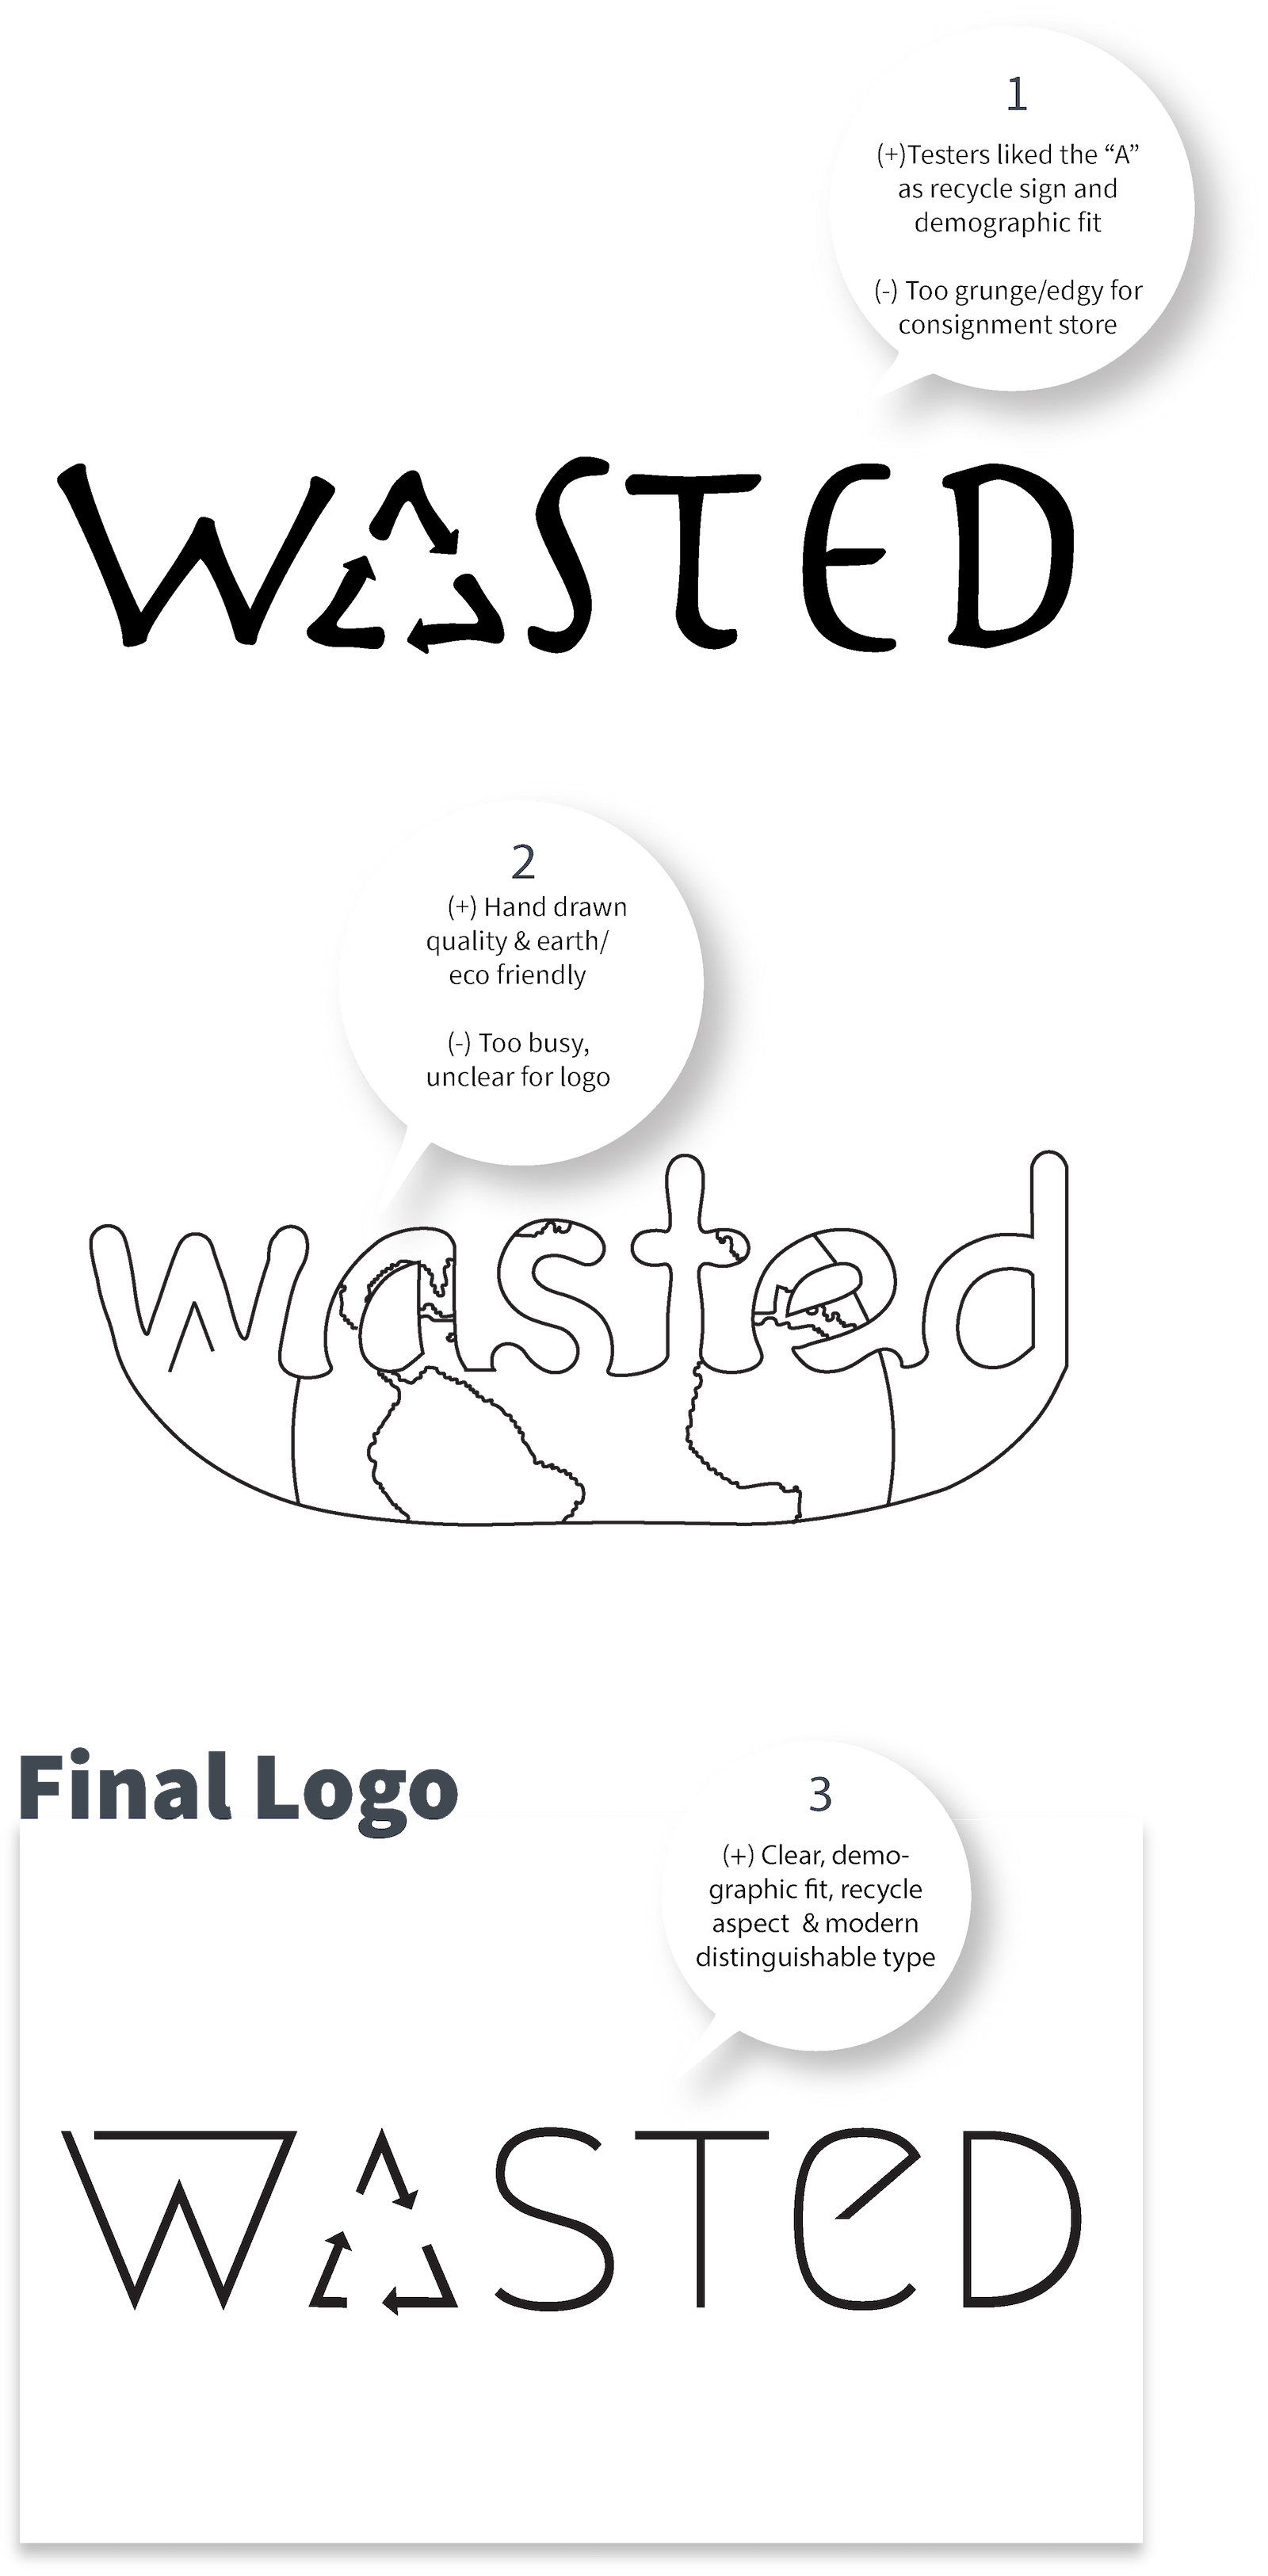 1
(+)Testers liked the “A”
as recycle sign and
demographic fit
(-) Too grunge/edgy for
consignment store
WASTED
2
(+) Hand drawn
quality & earth/
eco friendly
(-) Too busy,
unclear for logo
wasted
Final Logo
3
(+) Clear, demo-
graphic fit, recycle
aspect & modern
distinguishable type
WASTeD